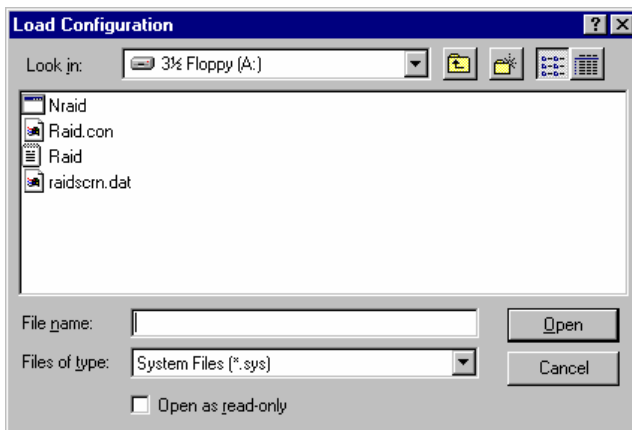 Load Configuration
Look in: 3½ Floppy (A:)
Nraid
Raid.con
Raid
raidscrn.dat
File name: Open
Files of type: System Files (*.sys) Cancel
Open as read-only